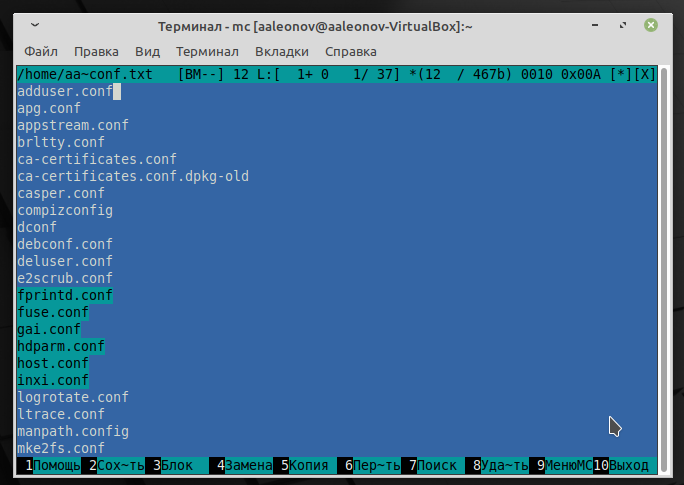 Терминал - mc [aaleonov@aaleonov-VirtualBox]:~
Файл Правка Вид Терминал Вкладки Справка
/home/aa~conf.txt [BM--] 12 L:[ 1+ 0 1/ 37] *(12 / 467b) 0010 0x00A [*][X]
adduser.conf
apg.conf
appstream.conf
brltty.conf
ca-certificates.conf
ca-certificates.conf.dpkg-old
casper.conf
compizconfig
dconf
debconf.conf
deluser.conf
e2scrub.conf
fprintd.conf
fuse.conf
gai.conf
hdparm.conf
host.conf
inxi.conf
logrotate.conf
ltrace.conf
manpath.config
mke2fs.conf
1Помощь 2Сох~ть 3Блок 4Замена 5Копия 6Пер~ть 7Поиск 8Уда~ть 9МенюMC 10Выход